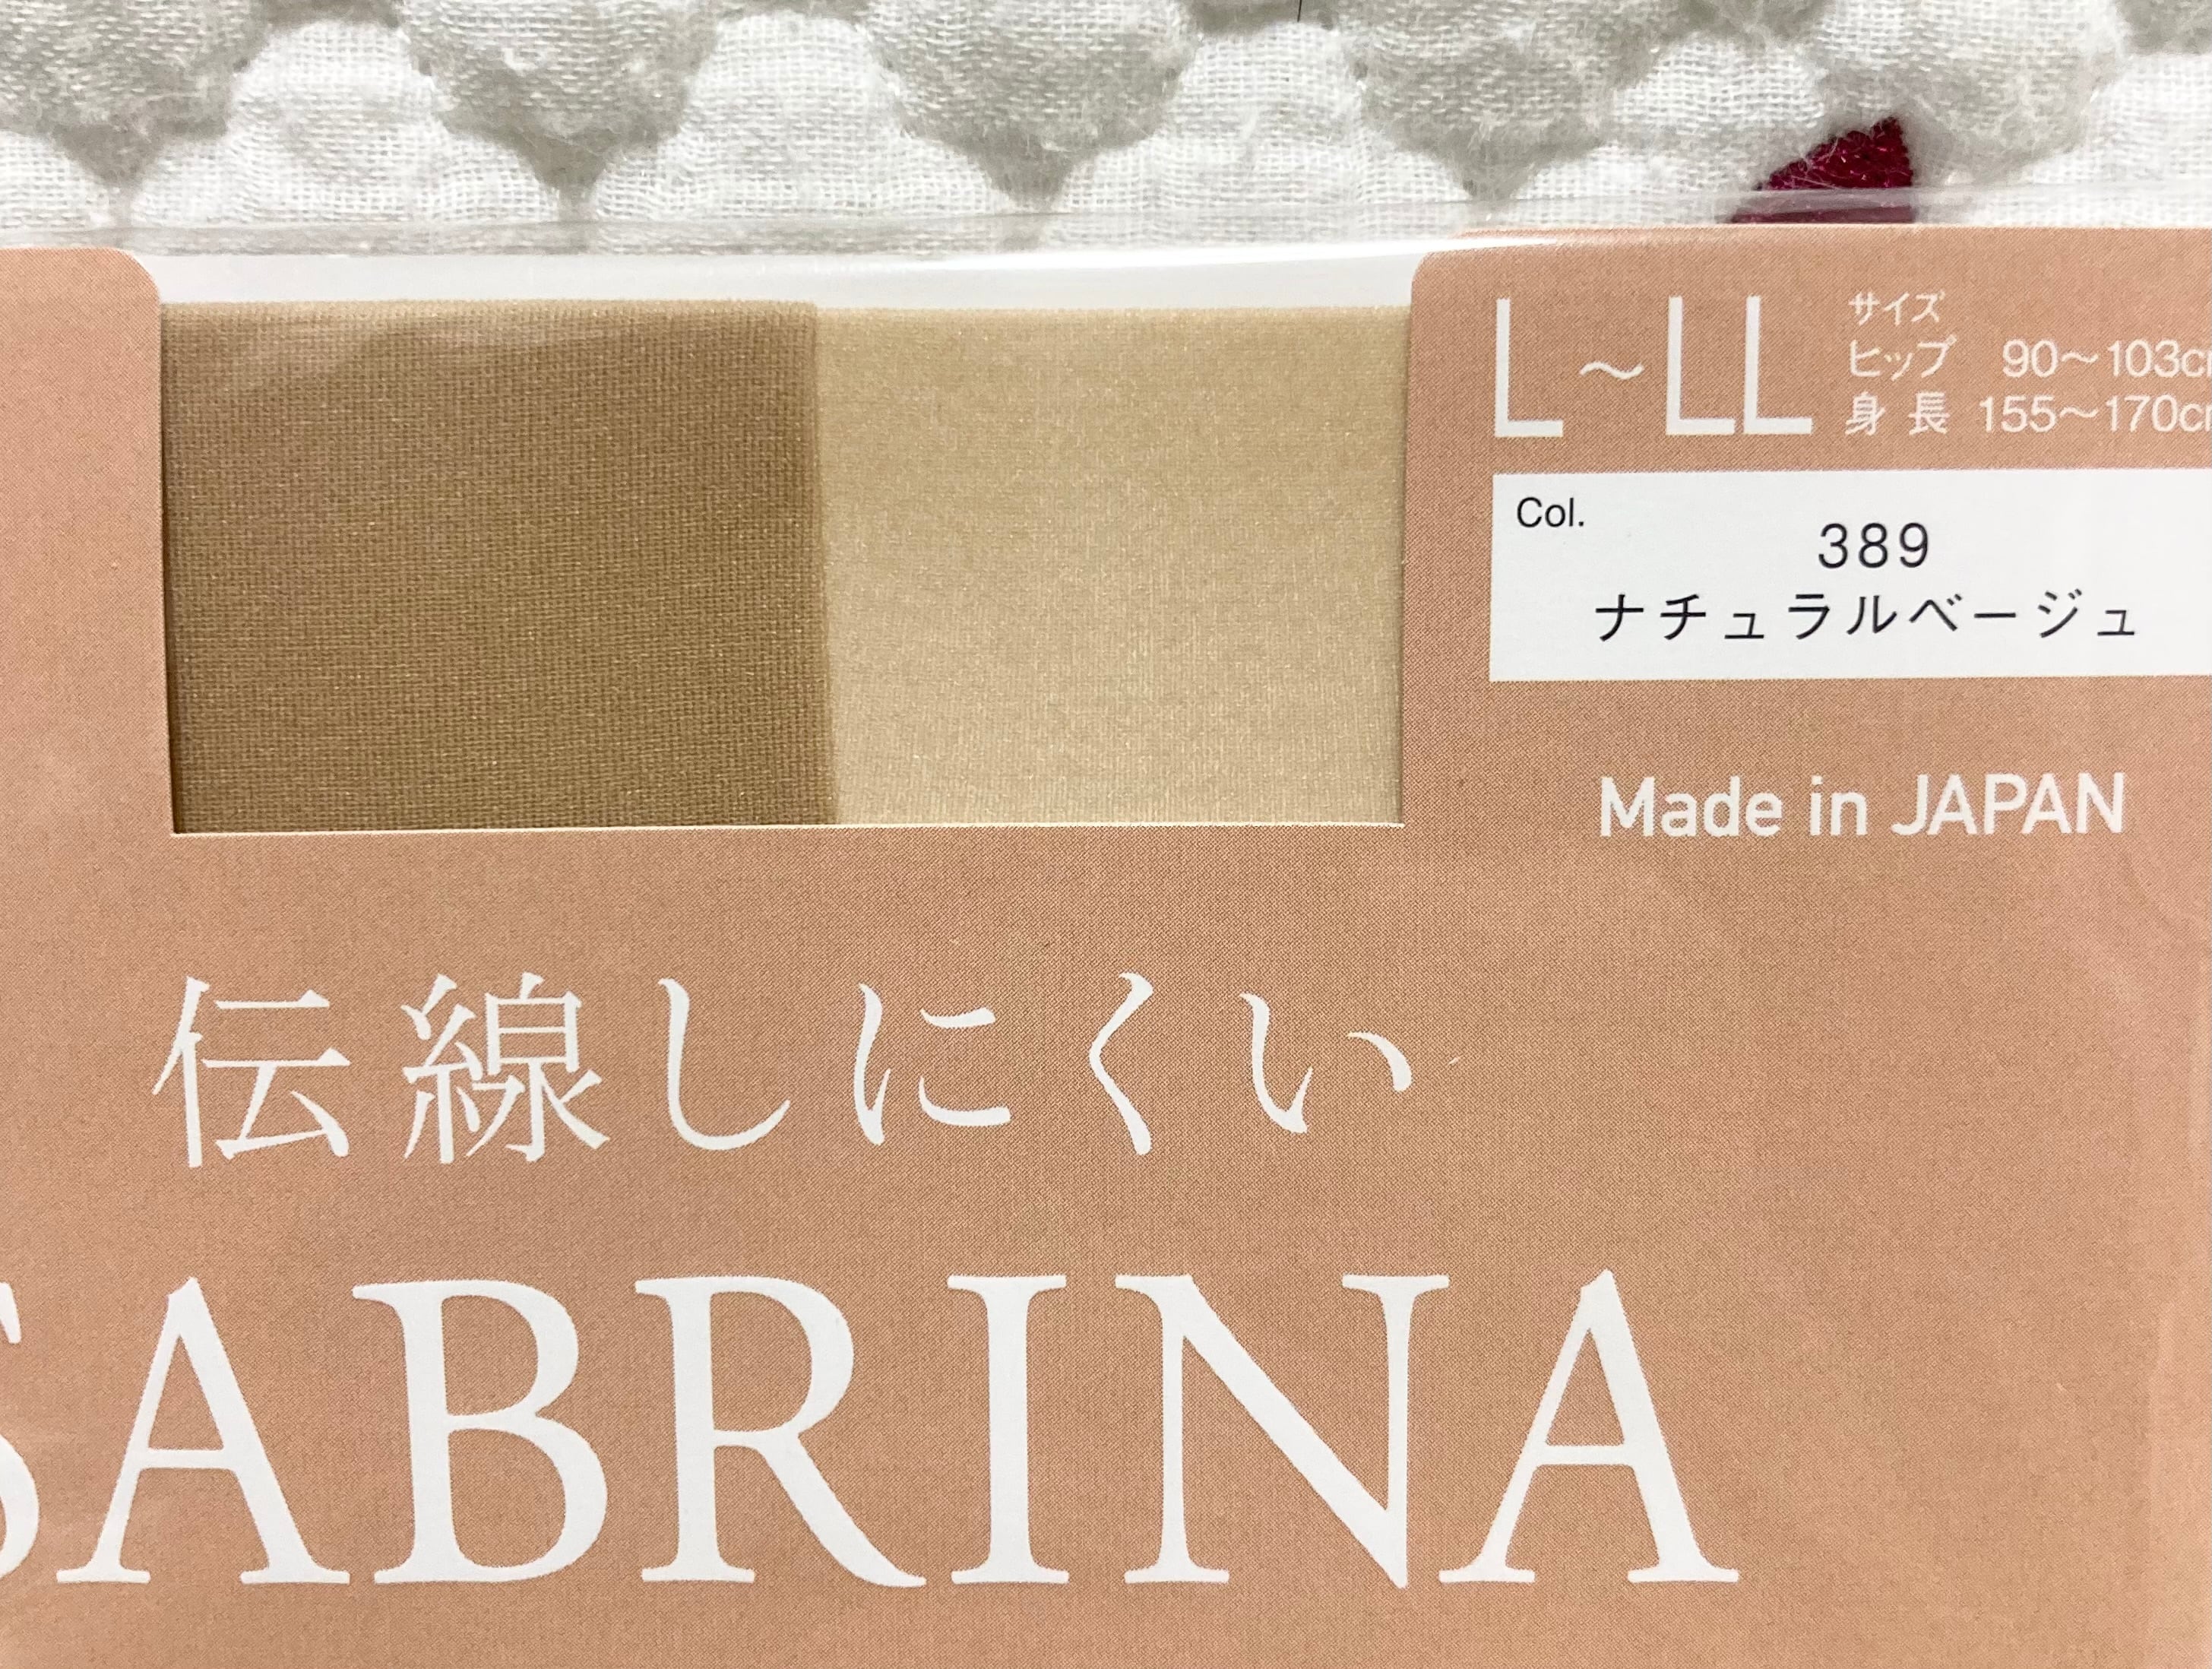 L～LL
サイズ
ヒップ 90～103c
身長 155～170c
Col.
389
ナチュラルベージュ
Made in JAPAN
伝線しにくい
SABRINA